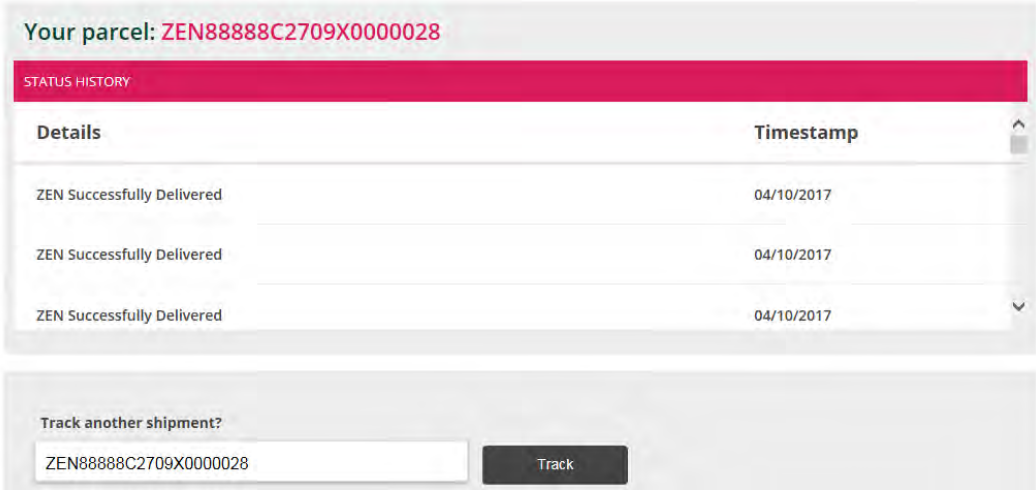 Your parcel: ZEN88888C2709X0000028
STATUS HISTORY
Details Timestamp
ZEN Successfully Delivered 04/10/2017
ZEN Successfully Delivered 04/10/2017
ZEN Successfully Delivered 04/10/2017
Track another shipment?
ZEN88888C2709X0000028 Track